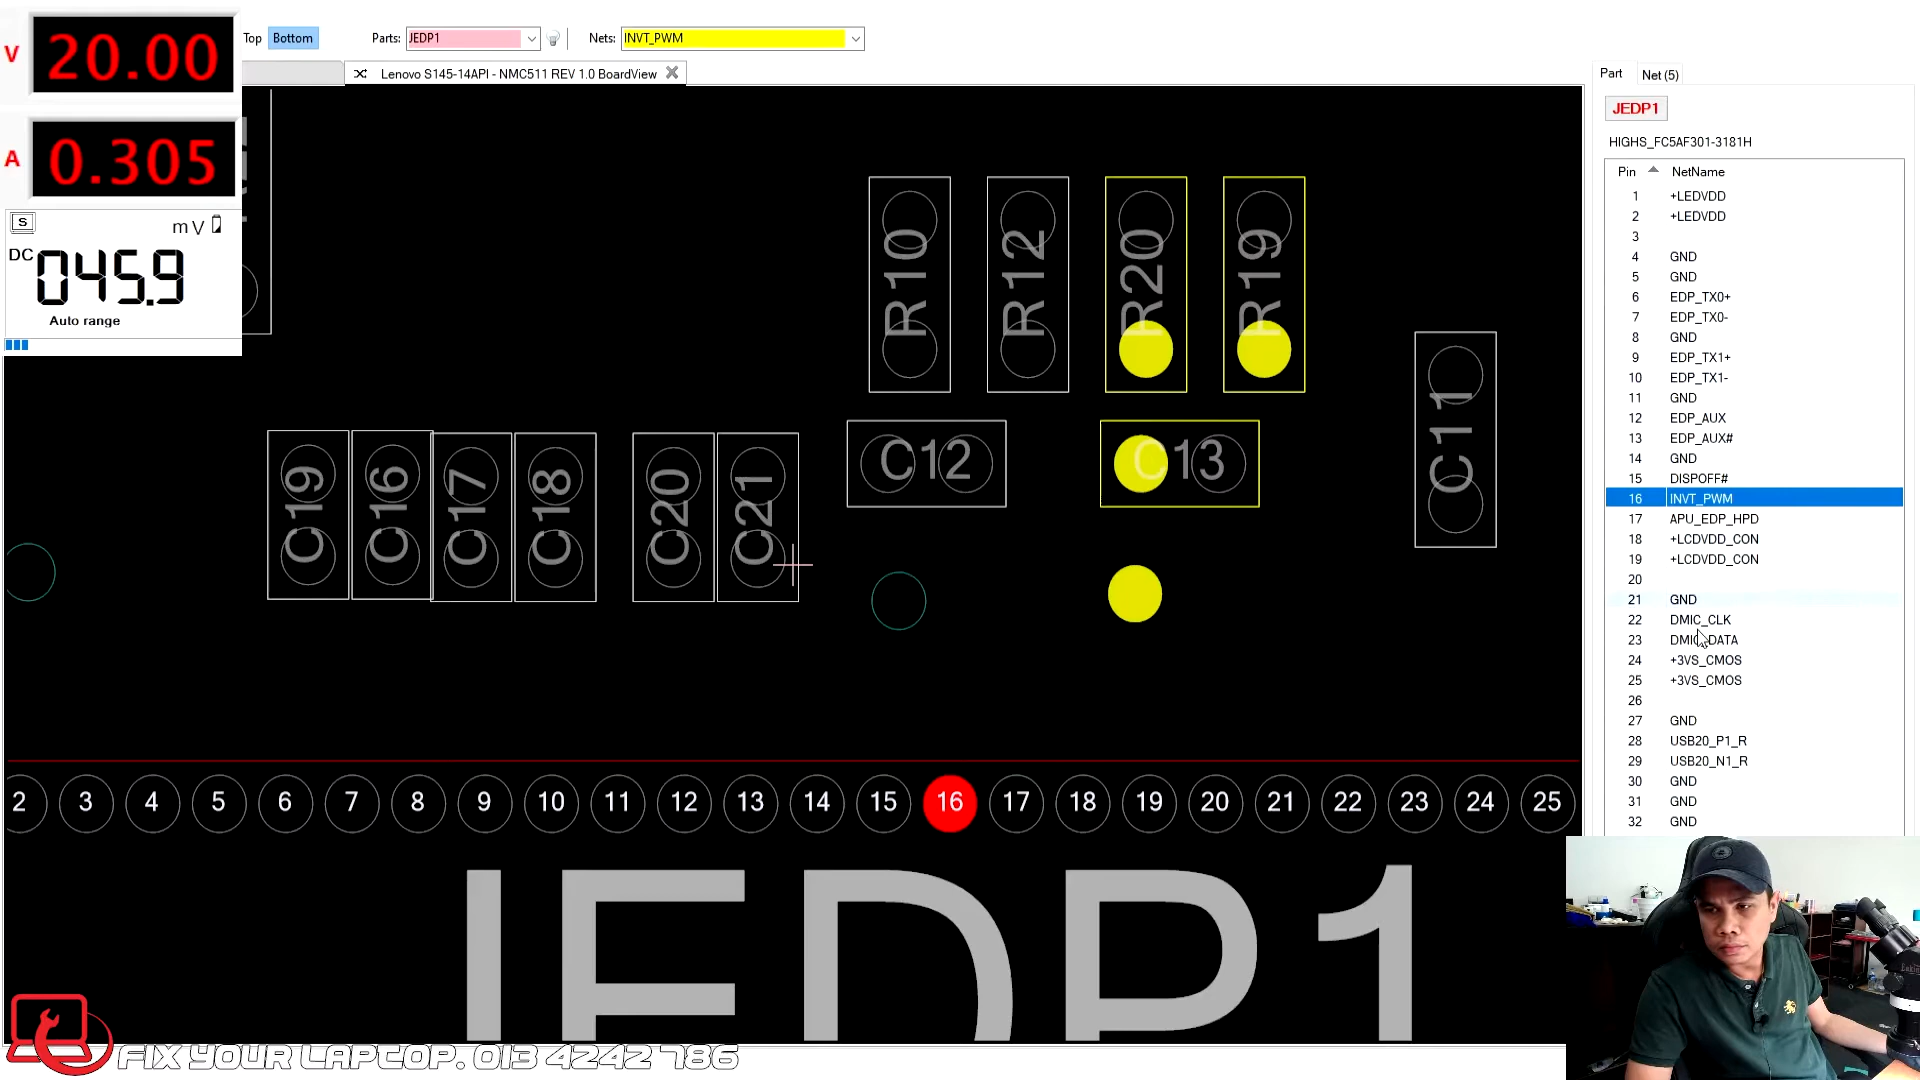 V 20.00
A 0.305
S
mV
DC 045.9
Auto range
Top Bottom Parts: JEDP1 Nets: INVT_PWM
Lenovo S145-14API - NMC511 REV 1.0 BoardView
Part Net (5)
JEDP1
HIGHS_FC5AF301-3181H
Pin NetName
1 +LEDVDD
2 +LEDVDD
3
4 GND
5 GND
6 EDP_TX0+
7 EDP_TX0-
8 GND
9 EDP_TX1+
10 EDP_TX1-
11 GND
12 EDP_AUX
13 EDP_AUX#
14 GND
15 DISPOFF#
16 INVT_PWM
17 APU_EDP_HPD
18 +LCDVDD_CON
19 +LCDVDD_CON
20
21 GND
22 DMIC_CLK
23 DMIC_DATA
24 +3VS_CMOS
25 +3VS_CMOS
26
27 GND
28 USB20_P1_R
29 USB20_N1_R
30 GND
31 GND
32 GND
R10 R12 R20 R19
C11
C12 C13
C19 C16 C17 C18 C20 C21
2 3 4 5 6 7 8 9 10 11 12 13 14 15 16 17 18 19 20 21 22 23 24 25
JEDP1
FIX YOUR LAPTOP. 013 4242 786